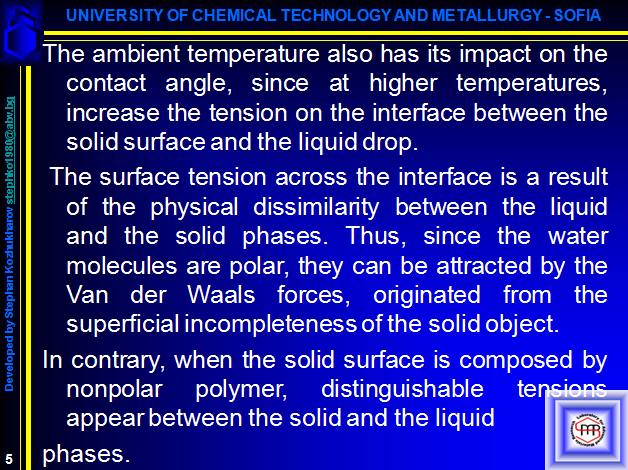 UNIVERSITY OF CHEMICAL TECHNOLOGY AND METALLURGY - SOFIA
The ambient temperature also has its impact on the
contact angle, since at higher temperatures,
increase the tension on the interface between the
solid surface and the liquid drop.
The surface tension across the interface is a result
of the physical dissimilarity between the liquid
and the solid phases. Thus, since the water
molecules are polar, they can be attracted by the
Van der Waals forces, originated from the
superficial incompleteness of the solid object.
In contrary, when the solid surface is composed by
nonpolar polymer, distinguishable tensions
appear between the solid and the liquid
phases.
Developed by Stephan Kozhukharov stephko1980@abv.bg
5